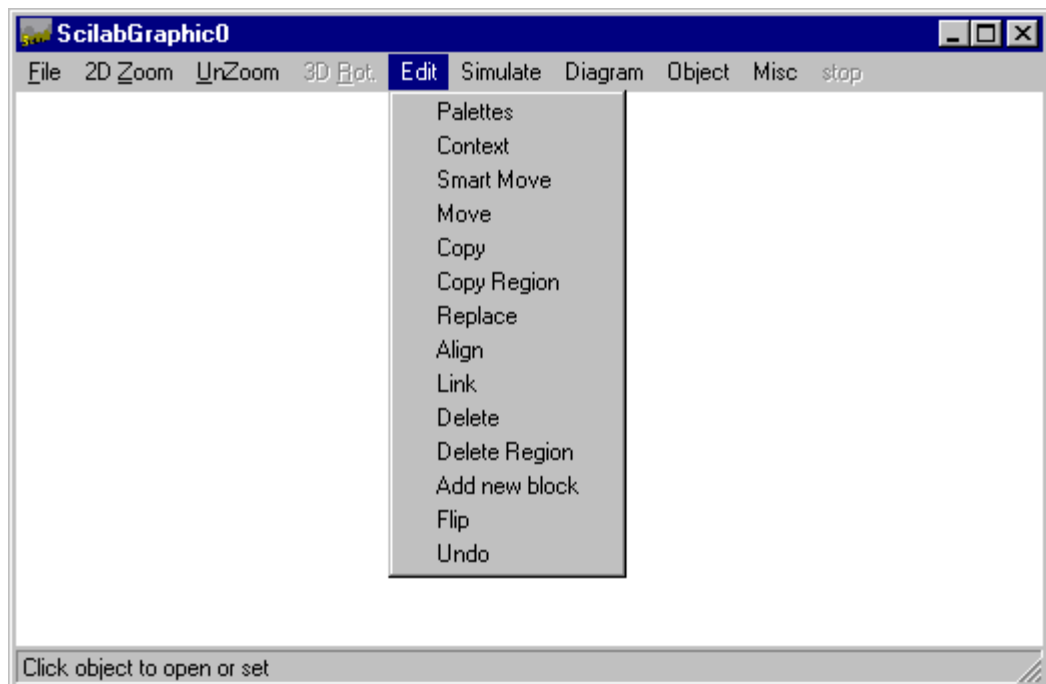 ScilabGraphic0
File 2D Zoom UnZoom 3D Rot. Edit Simulate Diagram Object Misc stop
Palettes
Context
Smart Move
Move
Copy
Copy Region
Replace
Align
Link
Delete
Delete Region
Add new block
Flip
Undo
Click object to open or set